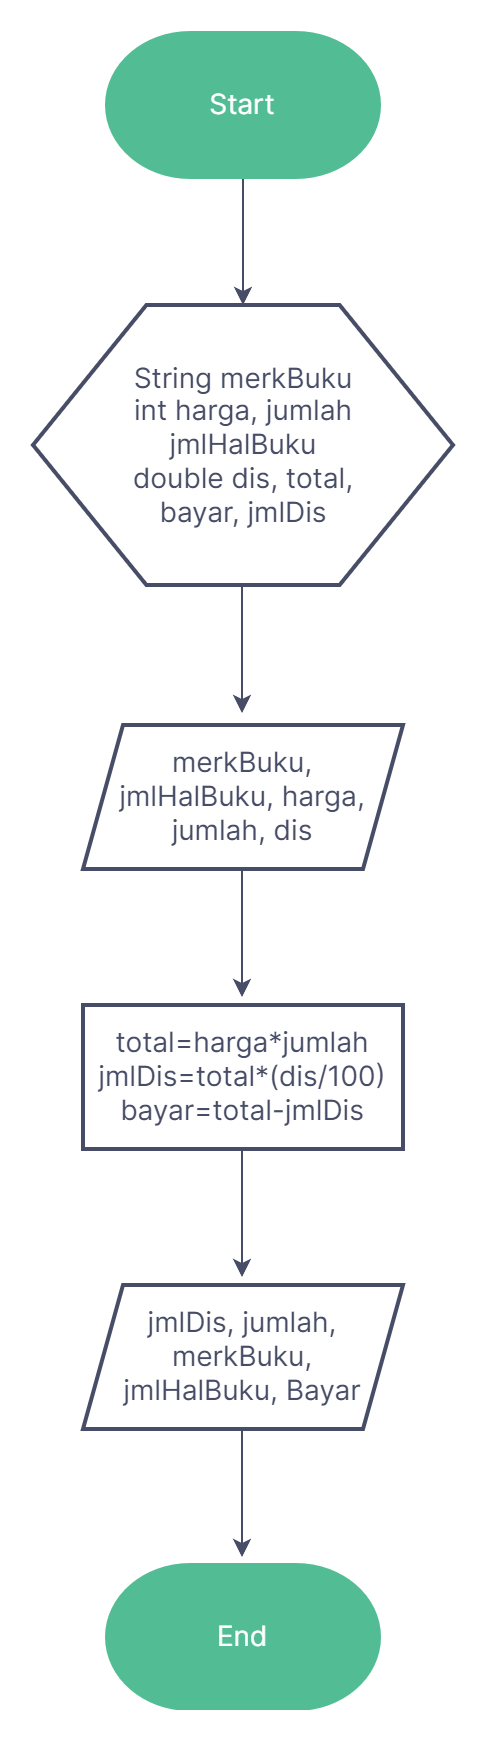 Start
String merkBuku
int harga, jumlah
jmlHalBuku
double dis, total,
bayar, jmlDis
merkBuku,
jmlHalBuku, harga,
jumlah, dis
total=harga*jumlah
jmlDis=total*(dis/100)
bayar=total-jmlDis
jmlDis, jumlah,
merkBuku,
jmlHalBuku, Bayar
End